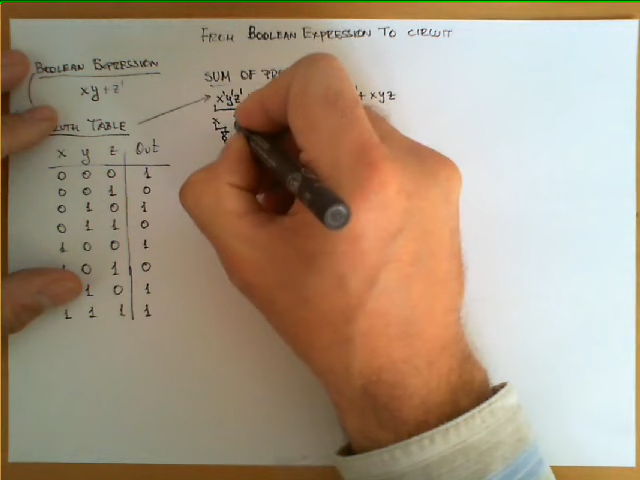 FROM BOOLEAN EXPRESSION TO CIRCUIT
BOOLEAN EXPRESSION
xy+z'
SUM OF
x'y'z' + xyz
TABLE
x y z Out
0 0 0 1
0 0 1 0
0 1 0 1
0 1 1 0
1 0 0 1
1 0 1 0
1 0 1
1 1 1 1